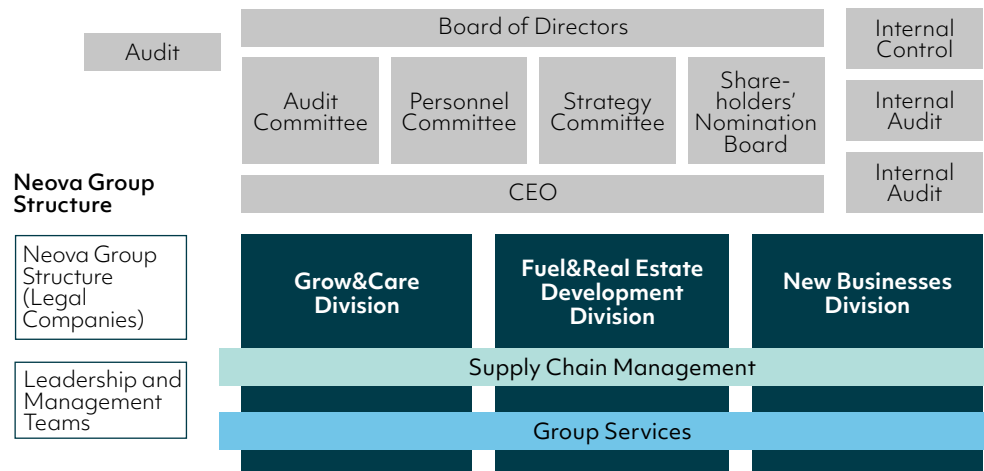 Board of Directors
Audit
Audit
Committee
Personnel
Committee
Strategy
Committee
Share-
holders’
Nomination
Board
CEO
Internal
Control
Internal
Audit
Internal
Audit
Neova Group
Structure
Neova Group
Structure
(Legal
Companies)
Leadership and
Management
Teams
Grow&Care
Division
Fuel&Real Estate
Development
Division
New Businesses
Division
Supply Chain Management
Group Services